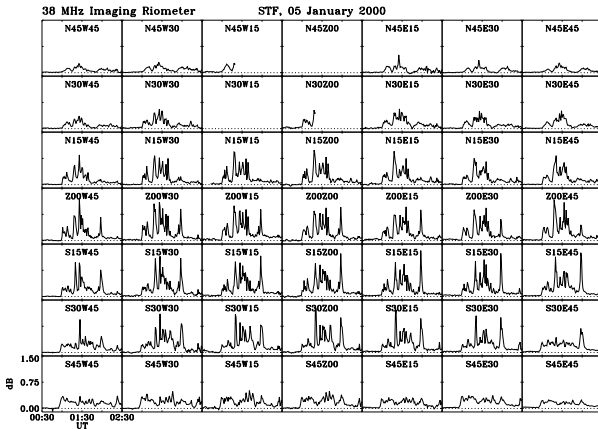 38 MHz Imaging Riometer STF, 05 January 2000
N45W45 N45W30 N45W15 N45Z00 N45E15 N45E30 N45E45
N30W45 N30W30 N30W15 N30Z00 N30E15 N30E30 N30E45
N15W45 N15W30 N15W15 N15Z00 N15E15 N15E30 N15E45
Z00W45 Z00W30 Z00W15 Z00Z00 Z00E15 Z00E30 Z00E45
S15W45 S15W30 S15W15 S15Z00 S15E15 S15E30 S15E45
S30W45 S30W30 S30W15 S30Z00 S30E15 S30E30 S30E45
1.50
S45W45 S45W30 S45W15 S45Z00 S45E15 S45E30 S45E45
dB
0.75
0.00
00:30 01:30 02:30
UT